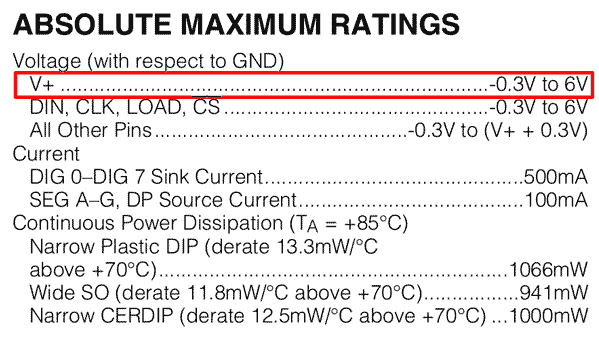 ABSOLUTE MAXIMUM RATINGS
Voltage (with respect to GND)
V+ ............................................................................-0.3V to 6V
DIN, CLK, LOAD, CS...............................................-0.3V to 6V
All Other Pins.............................................-0.3V to (V+ + 0.3V)
Current
DIG 0–DIG 7 Sink Current..............................................500mA
SEG A–G, DP Source Current........................................100mA
Continuous Power Dissipation (TA = +85°C)
Narrow Plastic DIP (derate 13.3mW/°C
above +70°C)..............................................................1066mW
Wide SO (derate 11.8mW/°C above +70°C).................941mW
Narrow CERDIP (derate 12.5mW/°C above +70°C) ...1000mW